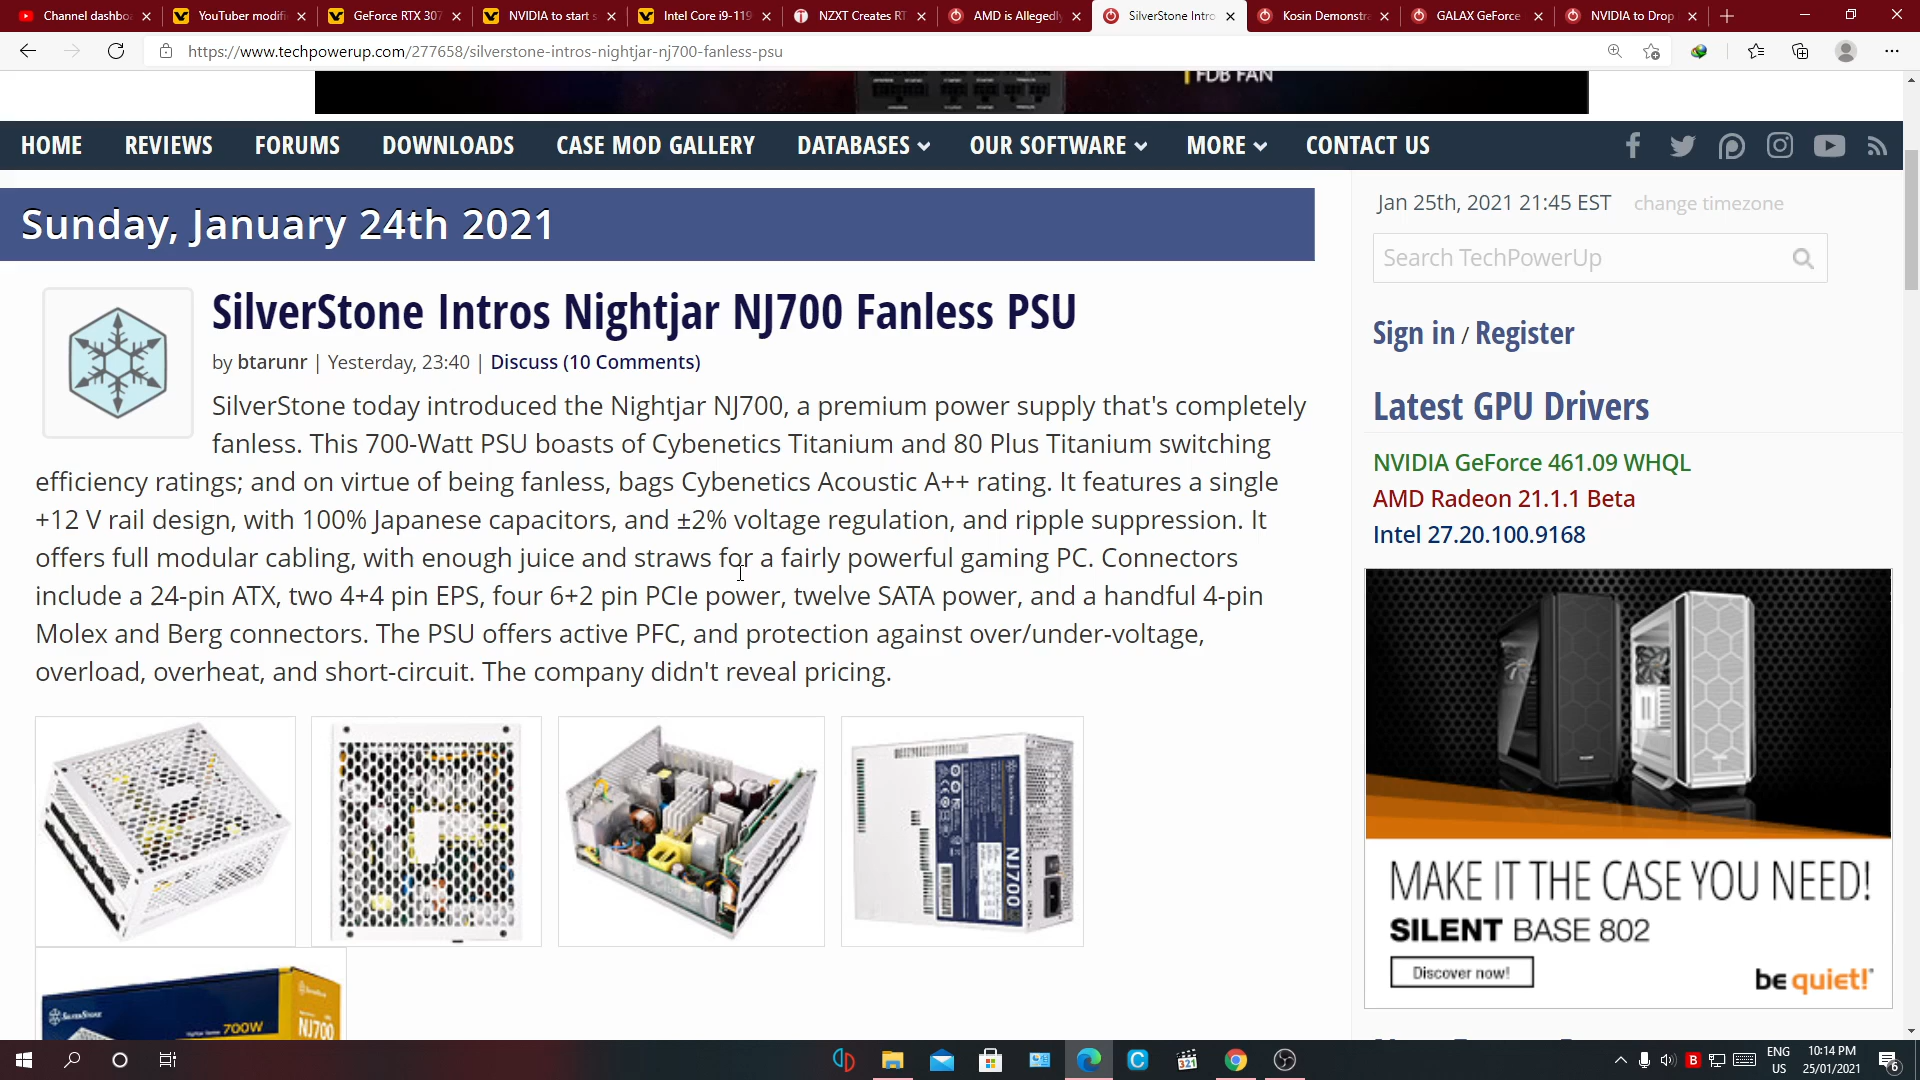 Channel dashbo
YouTuber modifi
GeForce RTX 307
NVIDIA to start s
Intel Core i9-119
NZXT Creates RT
AMD is Allegedly
SilverStone Intro
Kosin Demonstra
GALAX GeForce
NVIDIA to Drop
https://www.techpowerup.com/277658/silverstone-intros-nightjar-nj700-fanless-psu
FDB FAN
HOME REVIEWS FORUMS DOWNLOADS CASE MOD GALLERY DATABASES OUR SOFTWARE MORE CONTACT US
Sunday, January 24th 2021
SilverStone Intros Nightjar NJ700 Fanless PSU
by btarunr | Yesterday, 23:40 | Discuss (10 Comments)
SilverStone today introduced the Nightjar NJ700, a premium power supply that's completely
fanless. This 700-Watt PSU boasts of Cybenetics Titanium and 80 Plus Titanium switching
efficiency ratings; and on virtue of being fanless, bags Cybenetics Acoustic A++ rating. It features a single
+12 V rail design, with 100% Japanese capacitors, and ±2% voltage regulation, and ripple suppression. It
offers full modular cabling, with enough juice and straws for a fairly powerful gaming PC. Connectors
include a 24-pin ATX, two 4+4 pin EPS, four 6+2 pin PCIe power, twelve SATA power, and a handful 4-pin
Molex and Berg connectors. The PSU offers active PFC, and protection against over/under-voltage,
overload, overheat, and short-circuit. The company didn't reveal pricing.
NJ700
SILVERSTONE
700W
NJ700
Jan 25th, 2021 21:45 EST change timezone
Search TechPowerUp
Sign in / Register
Latest GPU Drivers
NVIDIA GeForce 461.09 WHQL
AMD Radeon 21.1.1 Beta
Intel 27.20.100.9168
MAKE IT THE CASE YOU NEED!
SILENT BASE 802
Discover now!
be quiet!
ENG
US
10:14 PM
25/01/2021
6